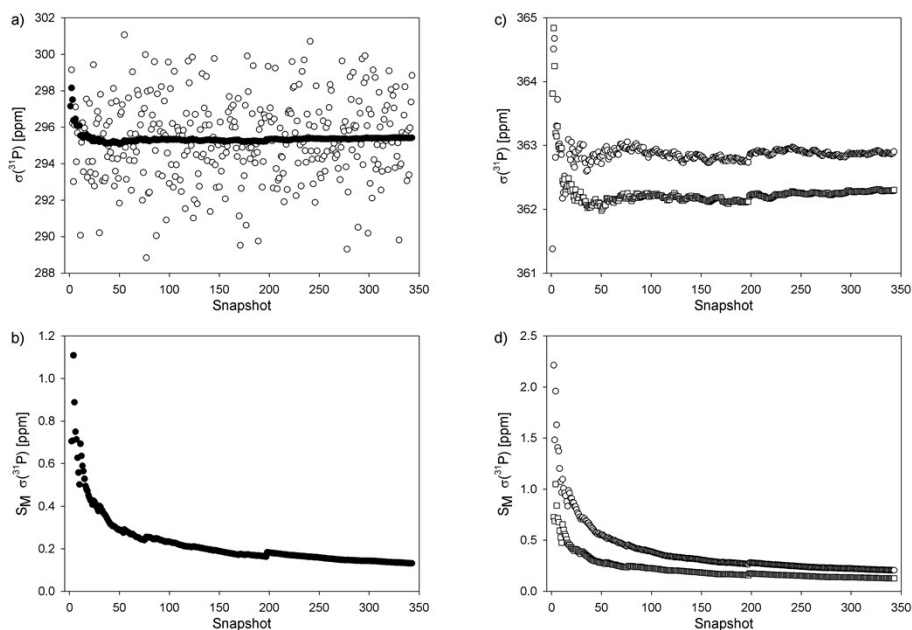 a)
302
300
298
296
294
292
290
288
σ(³¹P) [ppm]
0 50 100 150 200 250 300 350
Snapshot
c)
365
364
363
362
361
σ(³¹P) [ppm]
0 50 100 150 200 250 300 350
Snapshot
b)
1.2
1.0
0.8
0.6
0.4
0.2
0.0
S_M σ(³¹P) [ppm]
0 50 100 150 200 250 300 350
Snapshot
d)
2.5
2.0
1.5
1.0
0.5
0.0
S_M σ(³¹P) [ppm]
0 50 100 150 200 250 300 350
Snapshot